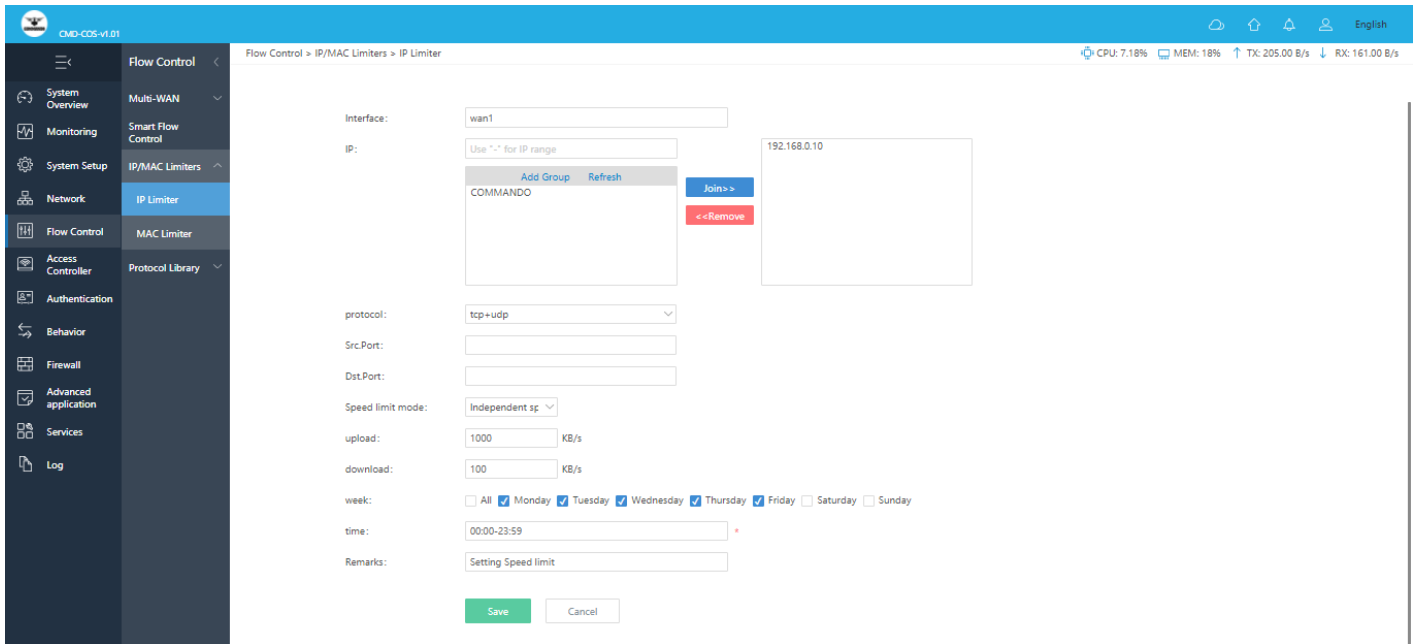 CMD-COS-v1.01
English
Flow Control
Flow Control > IP/MAC Limiters > IP Limiter
CPU: 7.18% MEM: 18% TX: 205.00 B/s RX: 161.00 B/s
System
Overview
Monitoring
System Setup
Network
Flow Control
Access
Controller
Authentication
Behavior
Firewall
Advanced
application
Services
Log
Multi-WAN
Smart Flow
Control
IP/MAC Limiters
IP Limiter
MAC Limiter
Protocol Library
Interface: wan1
IP: Use "-" for IP range
Add Group Refresh
COMMANDO
Join>>
<<Remove
192.168.0.10
protocol: tcp+udp
Src.Port:
Dst.Port:
Speed limit mode: Independent sp
upload: 1000 KB/s
download: 100 KB/s
week: All Monday Tuesday Wednesday Thursday Friday Saturday Sunday
time: 00:00-23:59 *
Remarks: Setting Speed limit
Save Cancel